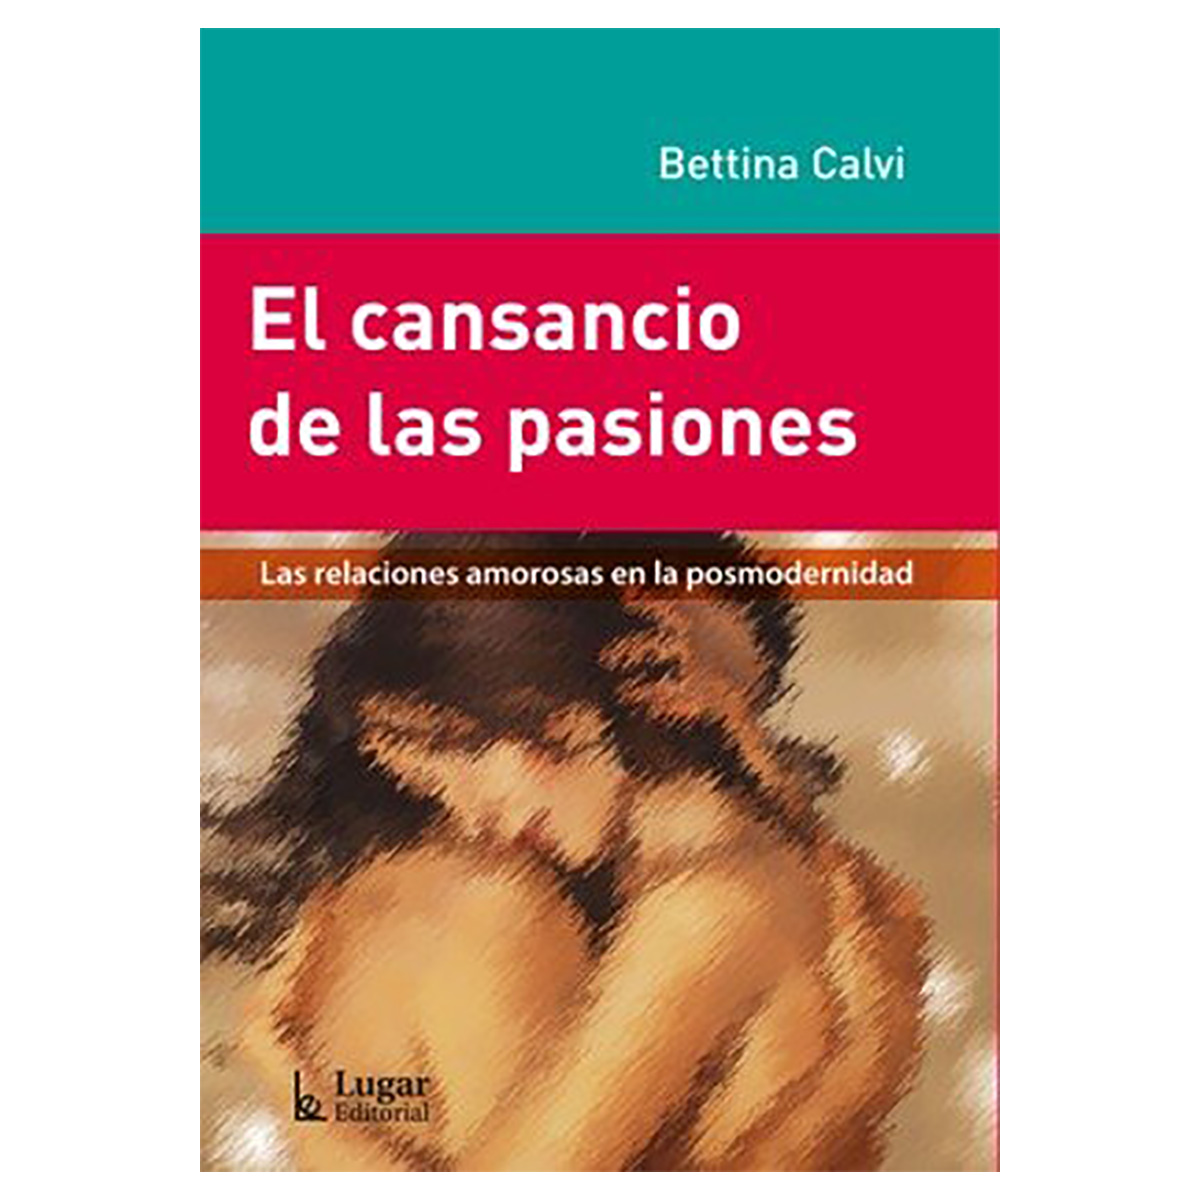 Bettina Calvi
El cansancio
de las pasiones
Las relaciones amorosas en la posmodernidad
Lugar
Editorial